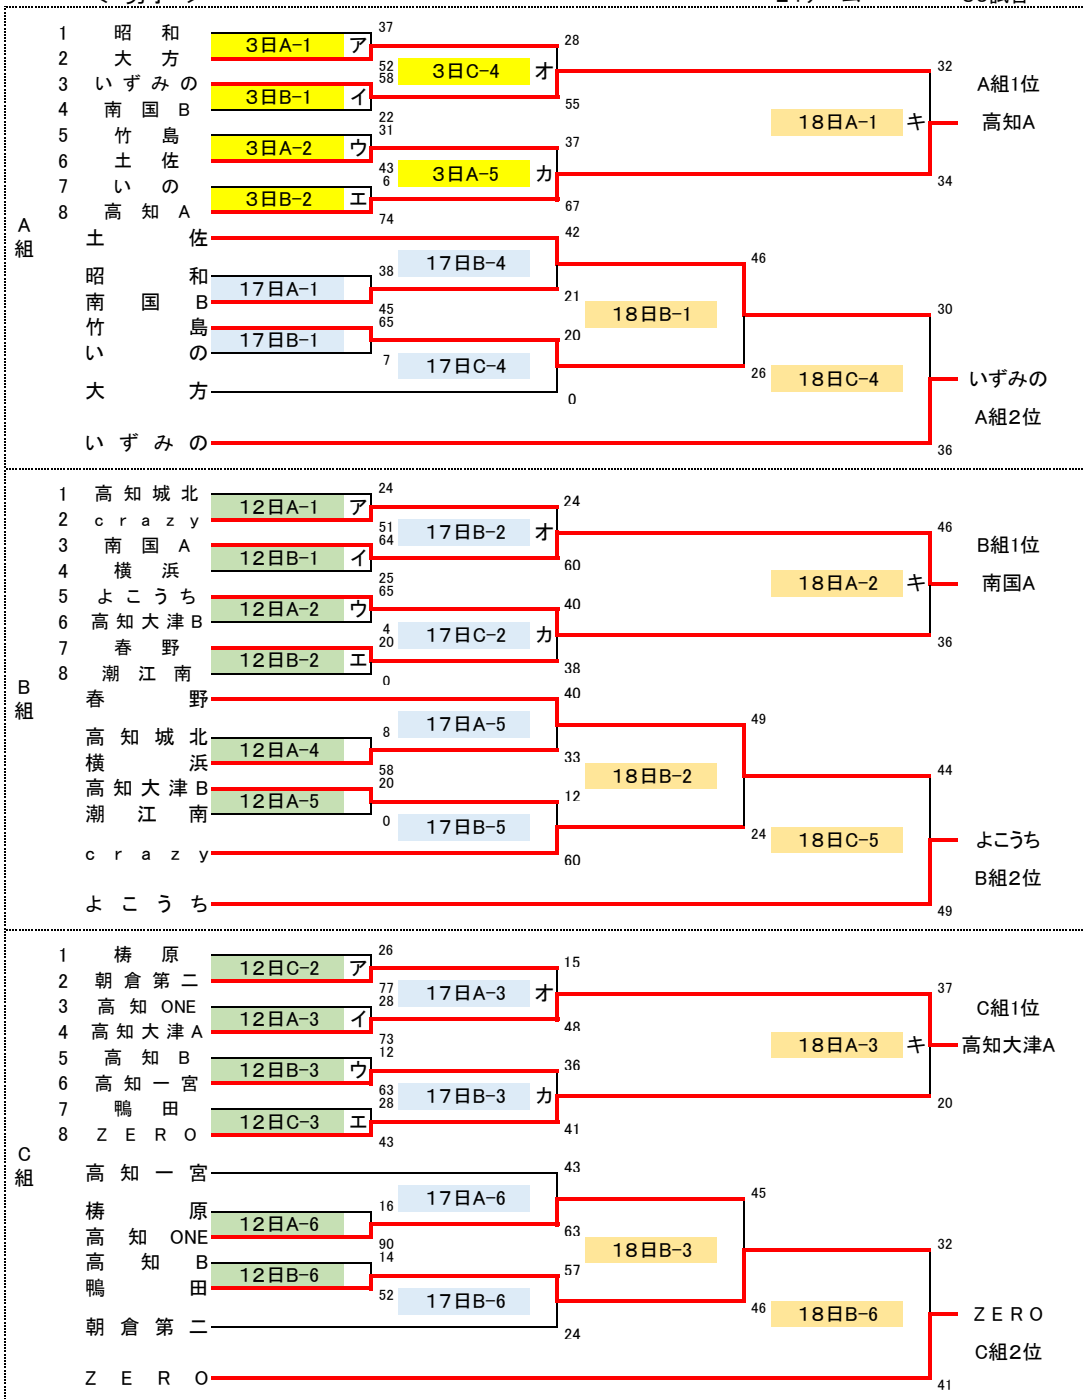 37
1 昭 和
3日A-1 ア
28
2 大 方
52
3日C-4 オ
32
58
3 い ず み の
A組1位
3日B-1 イ
55
4 南 国 B
22
18日A-1 キ 高知A
31
5 竹 島
3日A-2 ウ
37
6 土 佐
43
3日A-5 カ
6
34
7 い の
3日B-2 エ
67
8 高 知 A
74
A組
土 佐
42
17日B-4
46
昭 和
38
17日A-1
21
南 国 B
45
18日B-1
30
65
竹 島
20
17日B-1
い の
7
17日C-4
26
18日C-4
いずみの
大 方
0
A組2位
い ず み の
36
24
1 高 知 城 北
12日A-1 ア
24
2 c r a z y
51
17日B-2 オ
46
64
3 南 国 A
B組1位
12日B-1 イ
60
4 横 浜
25
18日A-2 キ 南国A
65
5 よ こ う ち
12日A-2 ウ
40
6 高 知 大 津 B
4
17日C-2 カ
20
36
7 春 野
12日B-2 エ
38
8 潮 江 南
0
B組
春 野
40
17日A-5
49
高 知 城 北
8
12日A-4
33
横 浜
58
18日B-2
44
20
高 知 大 津 B
12
12日A-5
潮 江 南
0
17日B-5
24
18日C-5
よこうち
c r a z y
60
B組2位
よ こ う ち
49
26
1 梼 原
12日C-2 ア
15
2 朝 倉 第 二
77
17日A-3 オ
37
28
3 高 知 ONE
C組1位
12日A-3 イ
48
4 高 知 大 津 A
73
18日A-3 キ 高知大津A
12
5 高 知 B
12日B-3 ウ
36
6 高 知 一 宮
63
17日B-3 カ
28
20
7 鴨 田
12日C-3 エ
41
8 Z E R O
43
C組
高 知 一 宮
43
17日A-6
45
梼 原
16
12日A-6
63
高 知 ONE
90
18日B-3
32
14
高 知 B
57
12日B-6
鴨 田
52
17日B-6
46
18日B-6
Z E R O
朝 倉 第 二
24
C組2位
Z E R O
41